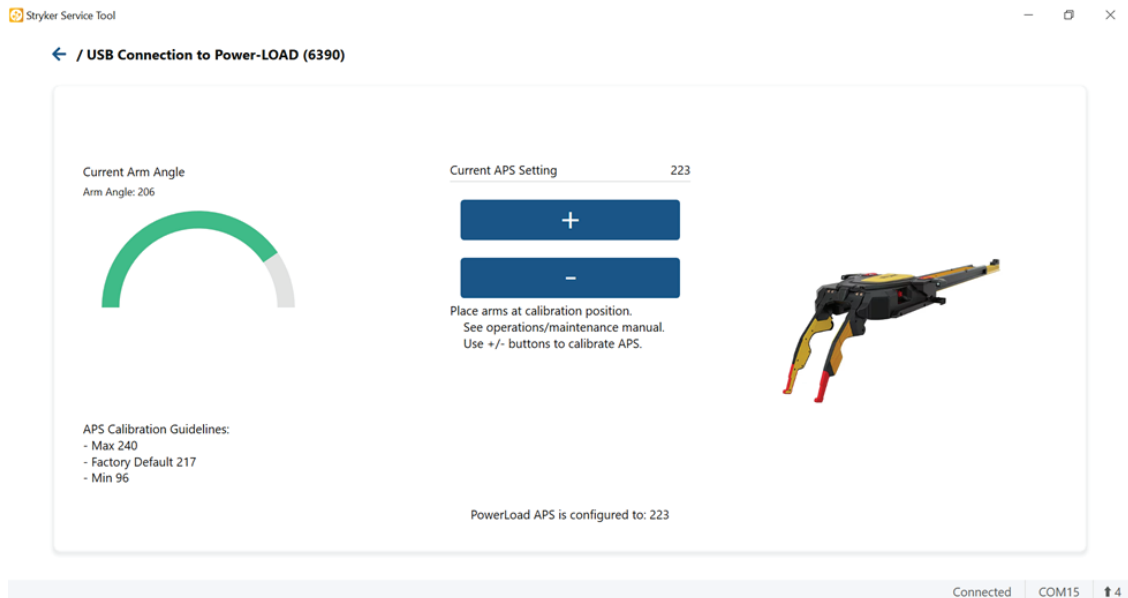 Stryker Service Tool
/ USB Connection to Power-LOAD (6390)
Current Arm Angle
Arm Angle: 206
Current APS Setting 223
+
-
Place arms at calibration position.
See operations/maintenance manual.
Use +/- buttons to calibrate APS.
APS Calibration Guidelines:
- Max 240
- Factory Default 217
- Min 96
PowerLoad APS is configured to: 223
Connected COM15 4